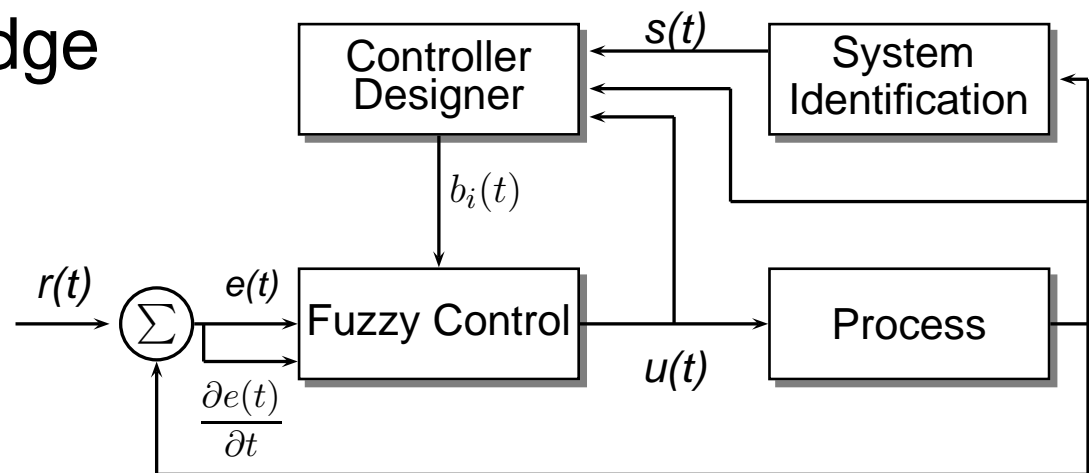 dge
Controller
Designer
s(t)
System
Identification
b_i(t)
r(t)
∑
e(t)
∂e(t)
∂t
Fuzzy Control
u(t)
Process